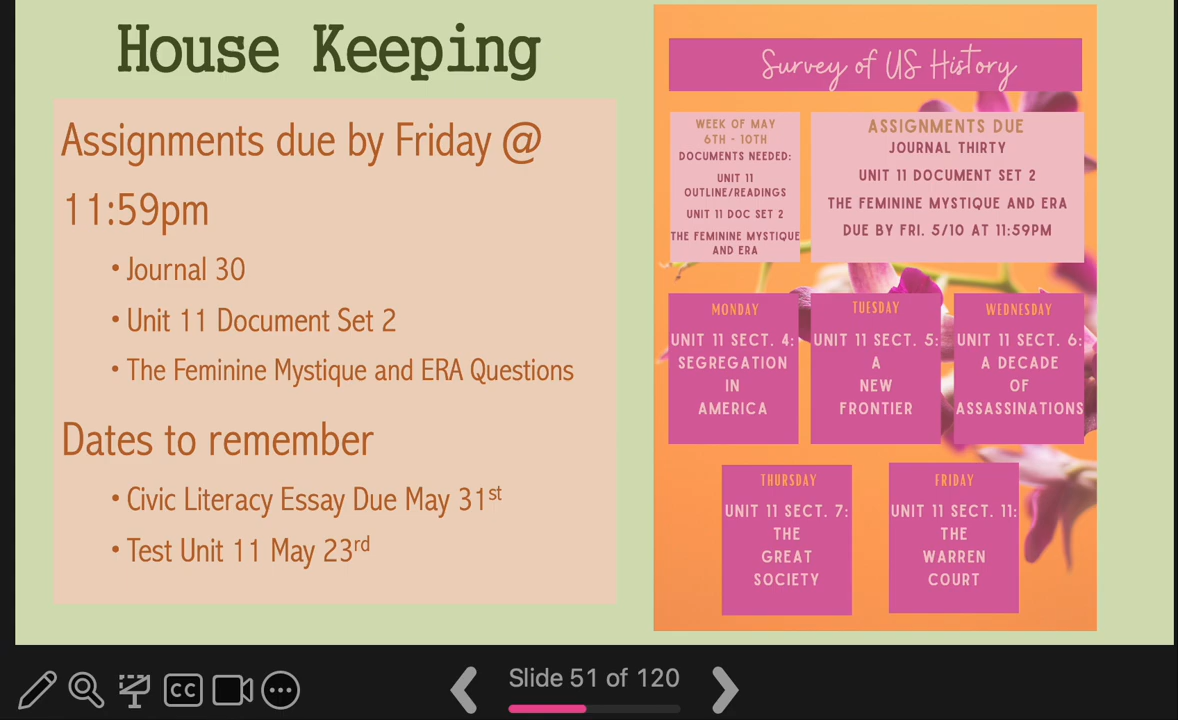 House Keeping
Assignments due by Friday @
11:59pm
• Journal 30
• Unit 11 Document Set 2
• The Feminine Mystique and ERA Questions
Dates to remember
• Civic Literacy Essay Due May 31st
• Test Unit 11 May 23rd
Survey of US History
WEEK OF MAY
6TH - 10TH
DOCUMENTS NEEDED:
UNIT 11
OUTLINE/READINGS
UNIT 11 DOC SET 2
THE FEMININE MYSTIQUE
AND ERA
ASSIGNMENTS DUE
JOURNAL THIRTY
UNIT 11 DOCUMENT SET 2
THE FEMININE MYSTIQUE AND ERA
DUE BY FRI. 5/10 AT 11:59PM
MONDAY
UNIT 11 SECT. 4:
SEGREGATION
IN
AMERICA
TUESDAY
UNIT 11 SECT. 5:
A
NEW
FRONTIER
WEDNESDAY
UNIT 11 SECT. 6:
A DECADE
OF
ASSASSINATIONS
THURSDAY
UNIT 11 SECT. 7:
THE
GREAT
SOCIETY
FRIDAY
UNIT 11 SECT. 11:
THE
WARREN
COURT
CC
Slide 51 of 120